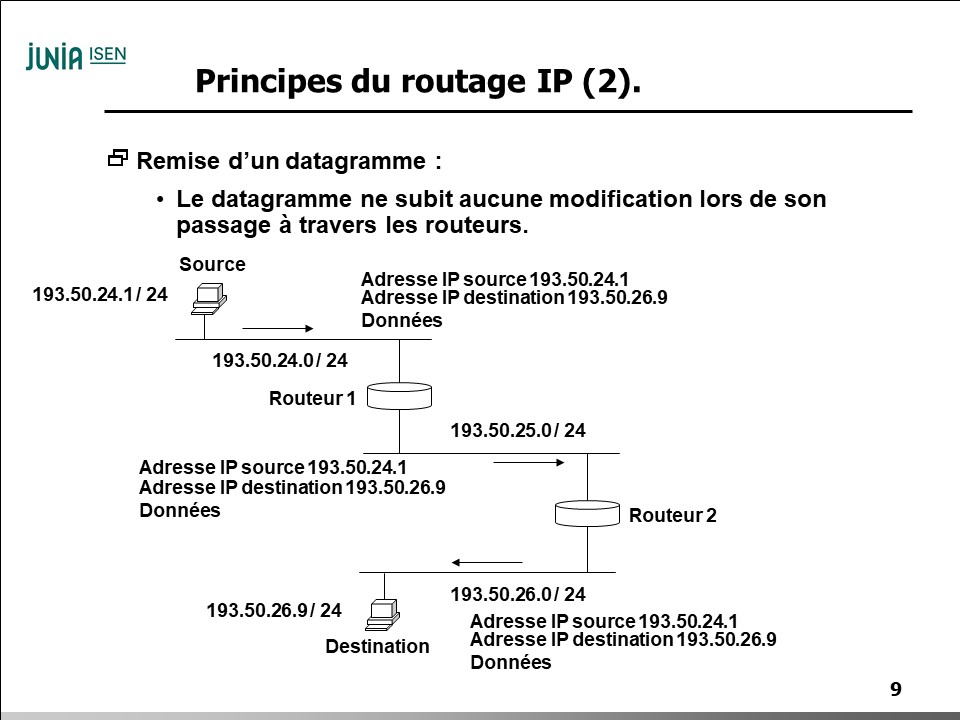 JUNIA ISEN
Principes du routage IP (2).
Remise d’un datagramme :
• Le datagramme ne subit aucune modification lors de son
passage à travers les routeurs.
Source
193.50.24.1 / 24
Adresse IP source 193.50.24.1
Adresse IP destination 193.50.26.9
Données
193.50.24.0 / 24
Routeur 1
193.50.25.0 / 24
Adresse IP source 193.50.24.1
Adresse IP destination 193.50.26.9
Données
Routeur 2
193.50.26.0 / 24
193.50.26.9 / 24
Destination
Adresse IP source 193.50.24.1
Adresse IP destination 193.50.26.9
Données
9